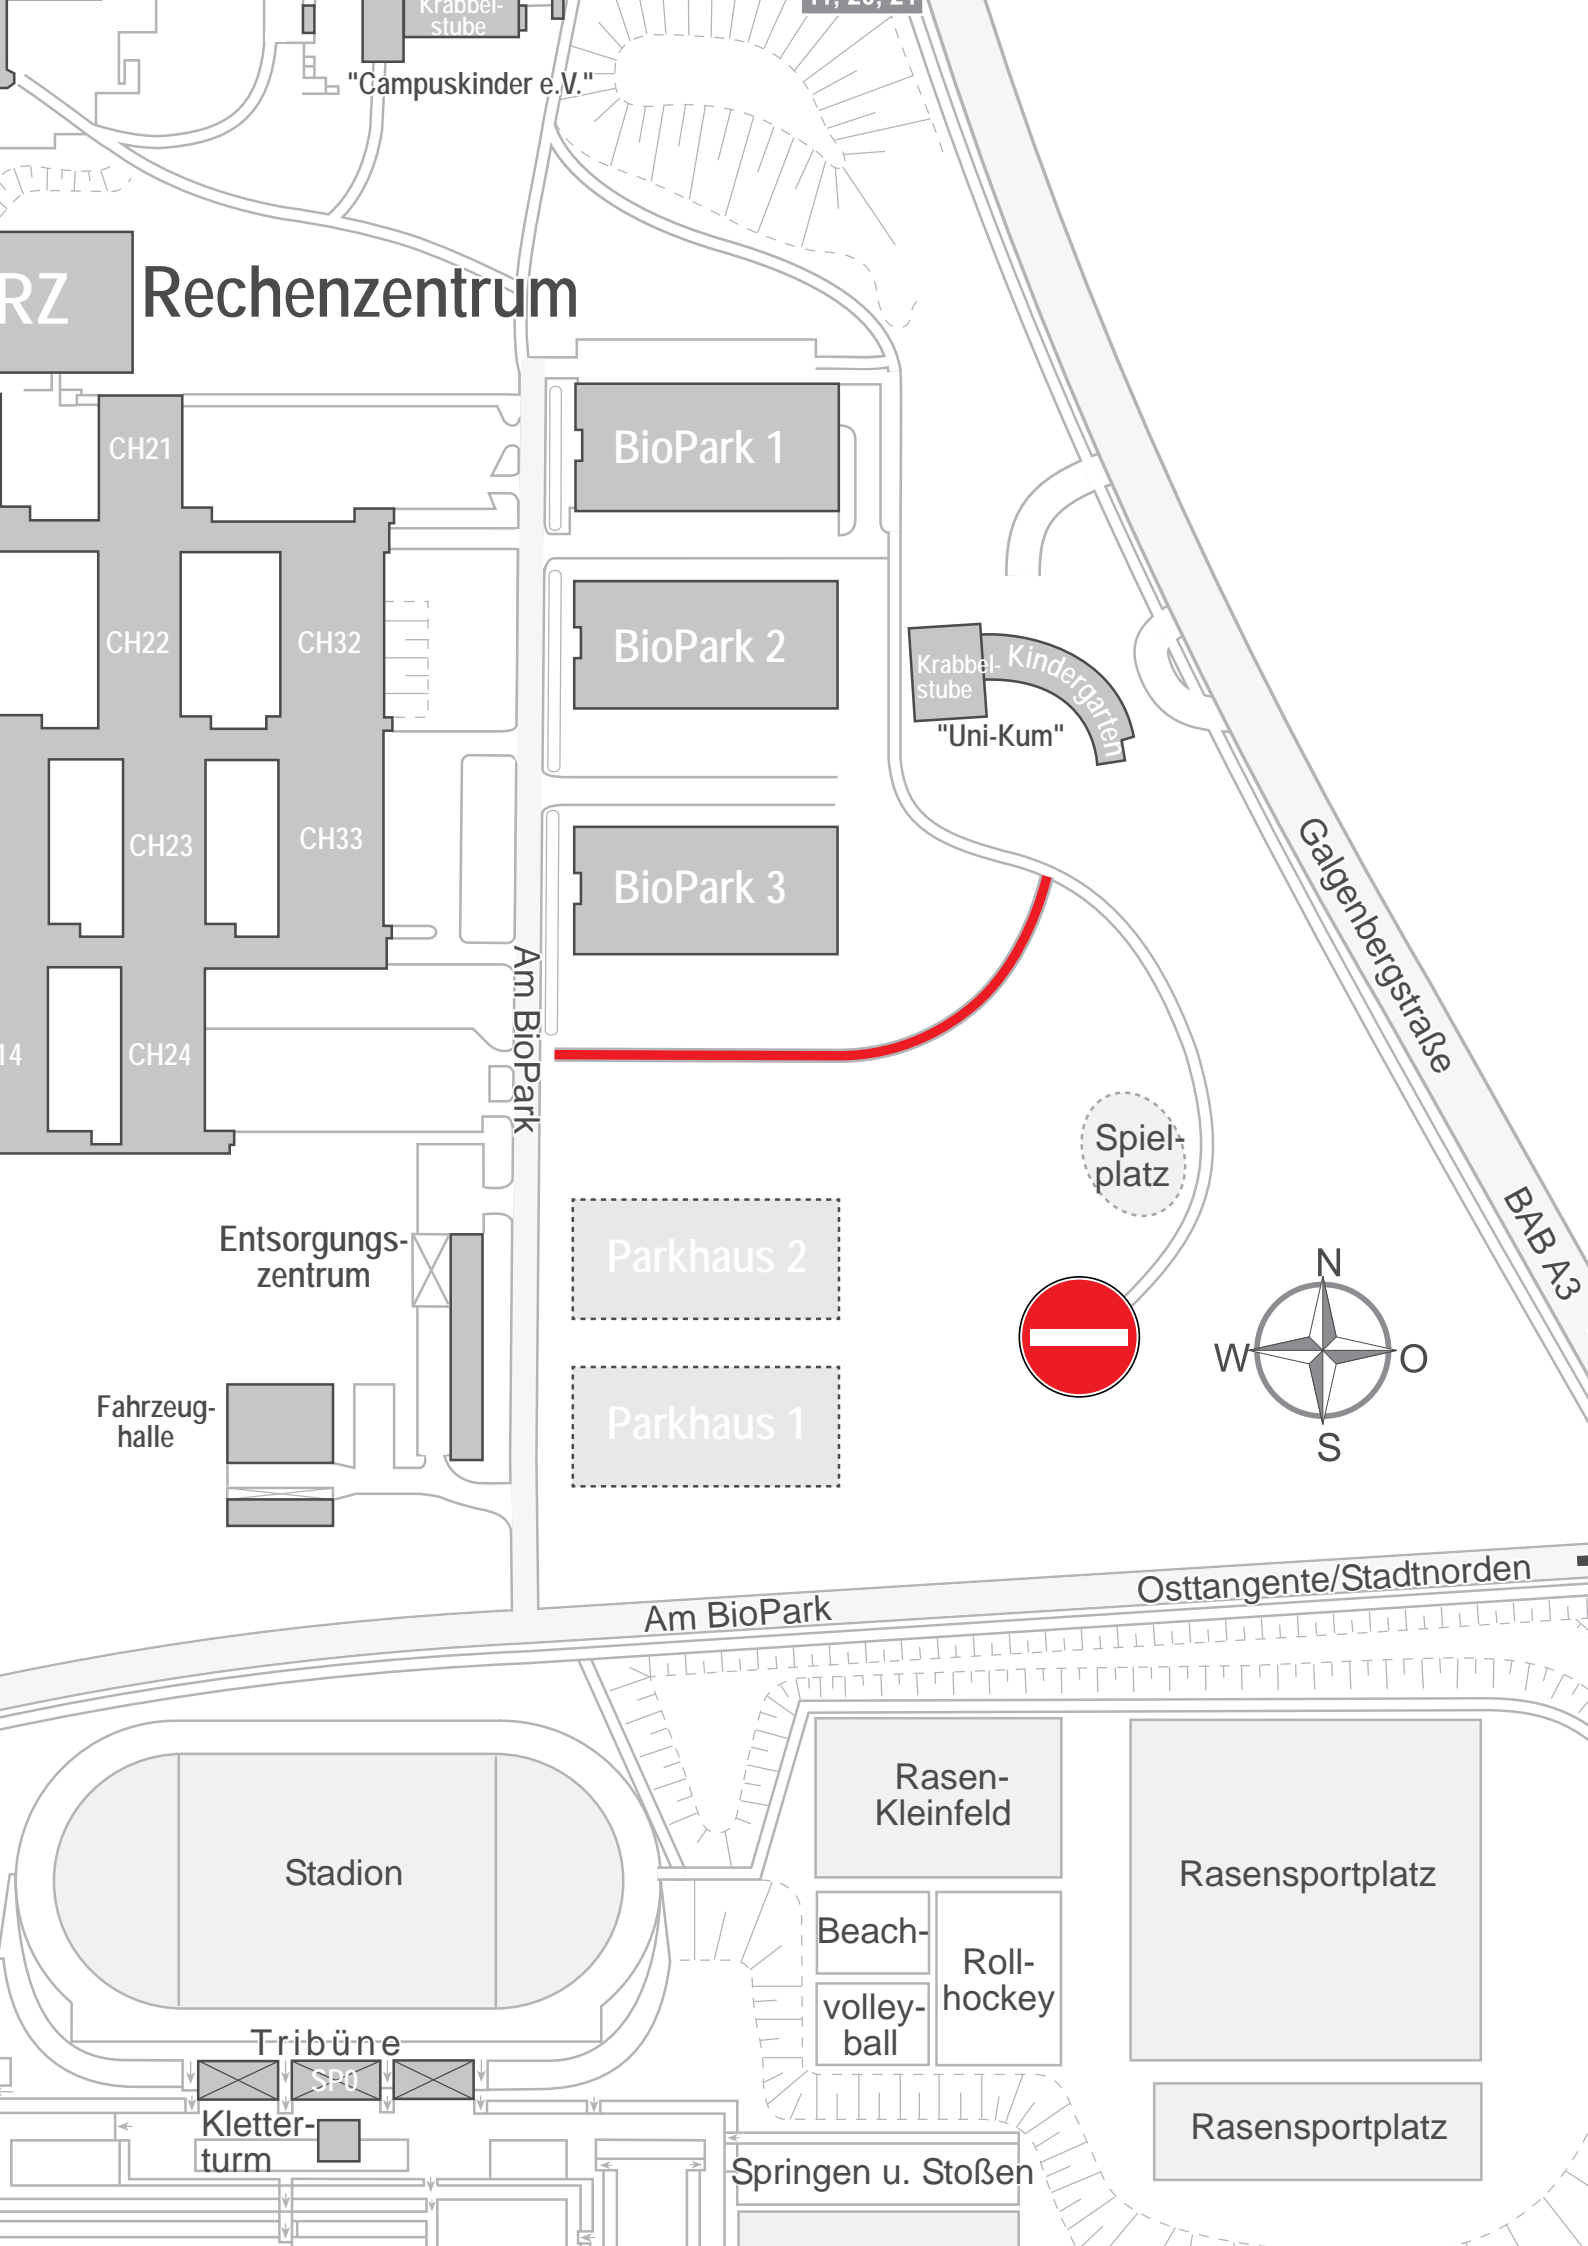 Krabbel-
stube
"Campuskinder e.V."
RZ
Rechenzentrum
CH21
BioPark 1
CH22
CH32
BioPark 2
Krabbel-
stube
Kindergarten
"Uni-Kum"
CH23
CH33
BioPark 3
Galgenbergstraße
Am BioPark
14
CH24
Spiel-
platz
BAB A3
Entsorgungs-
zentrum
Parkhaus 2
N
W
O
S
Fahrzeug-
halle
Parkhaus 1
Osttangente/Stadtnorden
Am BioPark
Rasen-
Kleinfeld
Stadion
Rasensportplatz
Beach-
volley-
ball
Roll-
hockey
Tribüne
SP0
Kletter-
turm
Rasensportplatz
Springen u. Stoßen